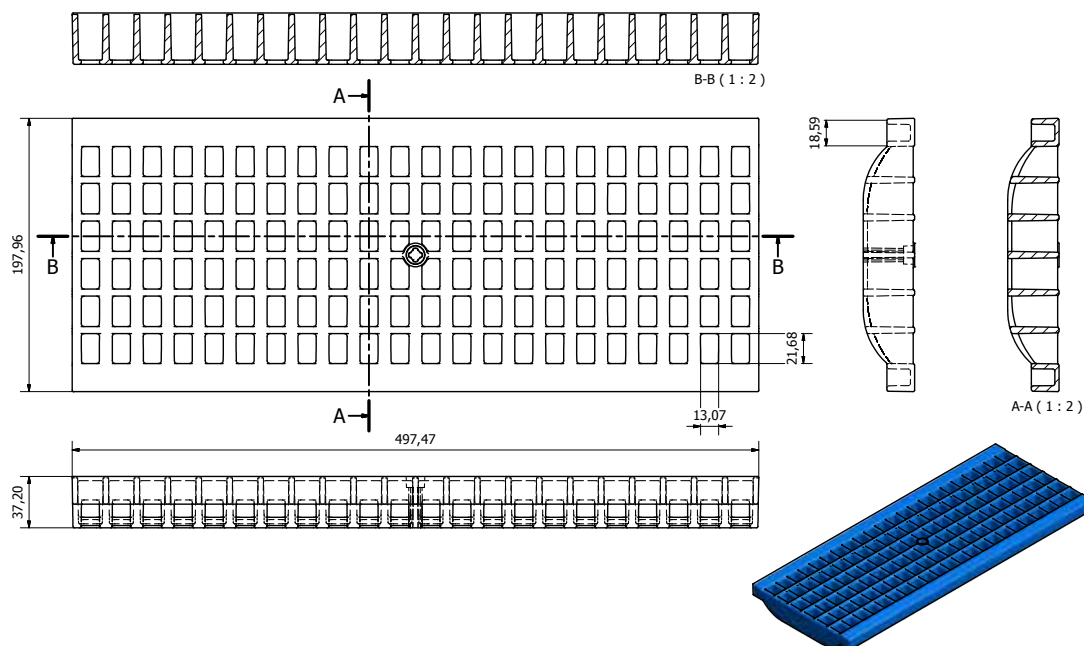 B-B ( 1 : 2 )
A
18,59
197,96
B
B
21,68
A
13,07
A-A ( 1 : 2 )
497,47
37,20